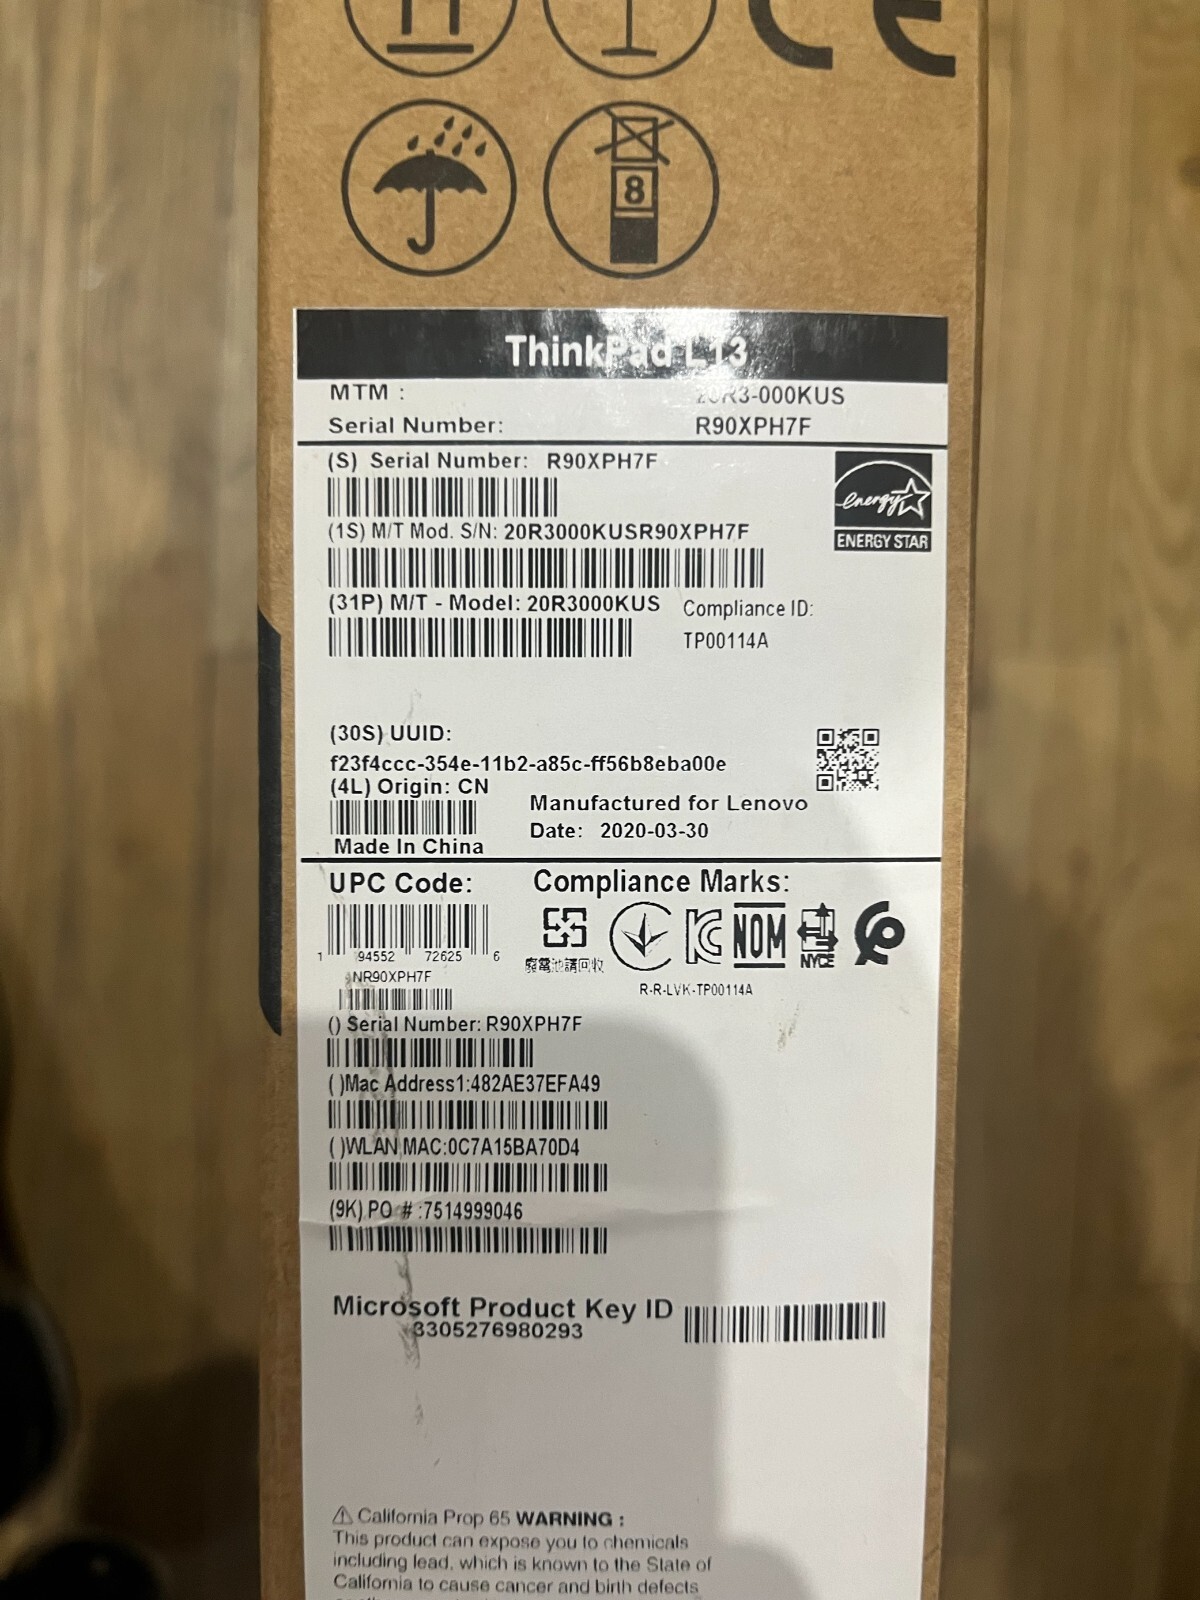 CE
8
ThinkPad L13
MTM : 20R3-000KUS
Serial Number: R90XPH7F
(S) Serial Number: R90XPH7F
energy
ENERGY STAR
(1S) M/T Mod. S/N: 20R3000KUSR90XPH7F
(31P) M/T - Model: 20R3000KUS
Compliance ID:
TP00114A
(30S) UUID:
f23f4ccc-354e-11b2-a85c-ff56b8eba00e
(4L) Origin: CN
Manufactured for Lenovo
Date: 2020-03-30
Made In China
UPC Code:
Compliance Marks:
1 94552 72625 6
廢電池請回收
KC
NOM
NYCE
R-R-LVK-TP00114A
NR90XPH7F
() Serial Number: R90XPH7F
( )Mac Address1:482AE37EFA49
( )WLAN MAC:0C7A15BA70D4
(9K) PO # :7514999046
Microsoft Product Key ID
3305276980293
⚠ California Prop 65 WARNING :
This product can expose you to chemicals
including lead, which is known to the State of
California to cause cancer and birth defects